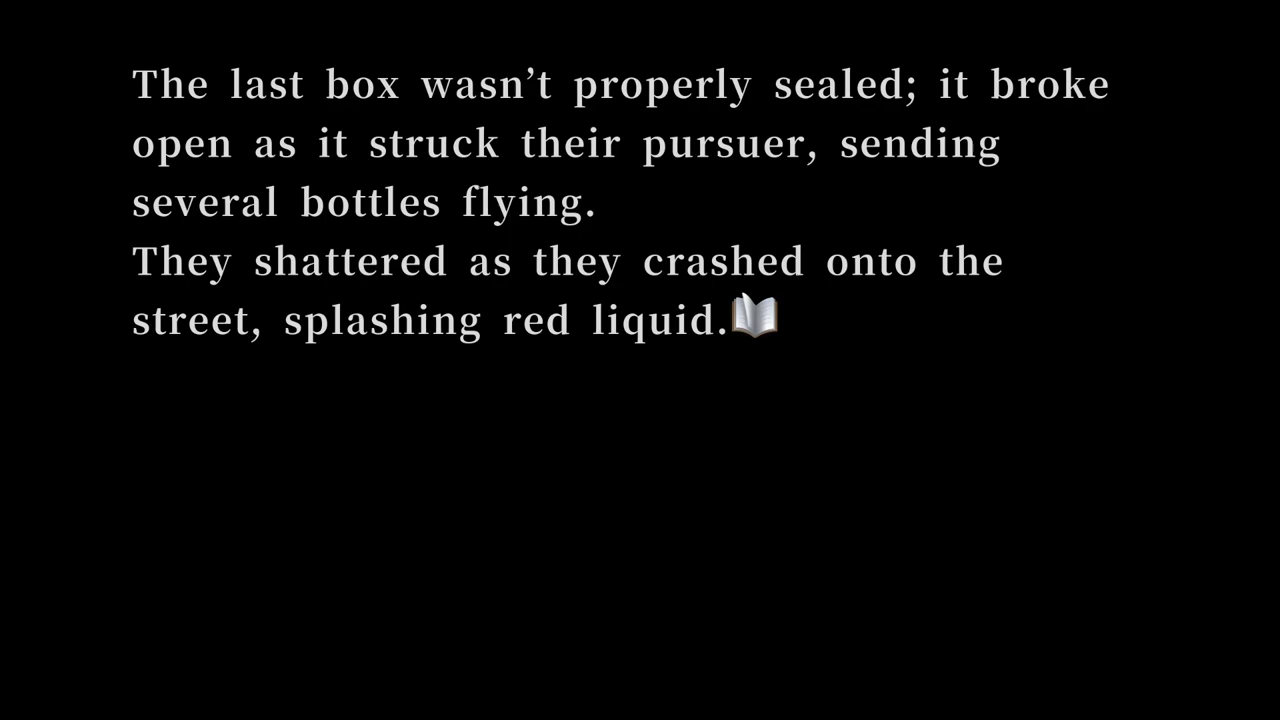 The last box wasn’t properly sealed; it broke
open as it struck their pursuer, sending
several bottles flying.
They shattered as they crashed onto the
street, splashing red liquid.